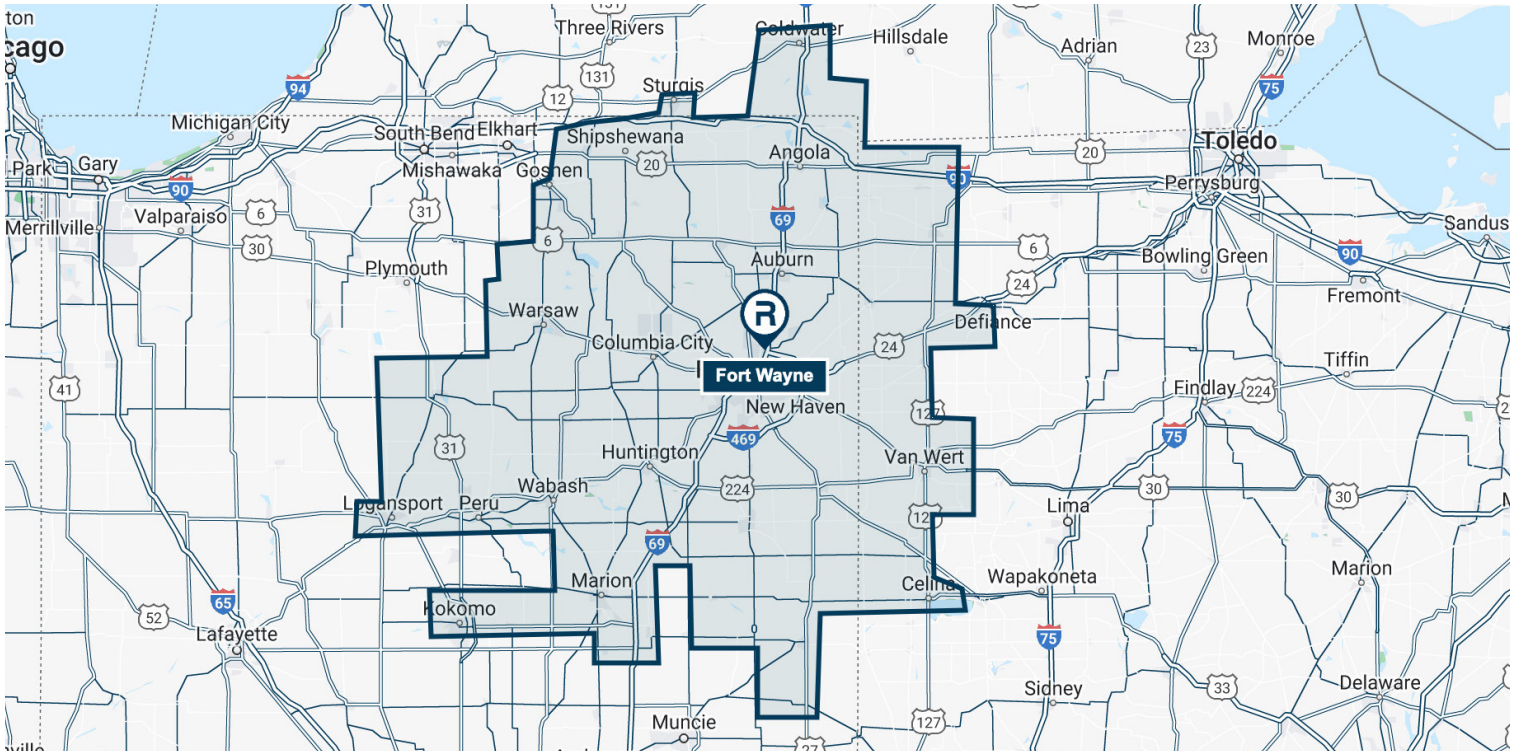 ton
cago
Three Rivers
131
Coldwater
Hillsdale
Adrian
23
Monroe
94
131
12
Sturgis
75
Michigan City
South Bend
Elkhart
Shipshewana
20
Angola
20
Toledo
Park
Gary
90
Mishawaka
Goshen
Perrysburg
Valparaiso
6
31
69
Merrillville
30
6
6
90
Sandus
Plymouth
Auburn
Bowling Green
24
Fremont
R
Warsaw
Defiance
Columbia City
24
Tiffin
41
Fort Wayne
Findlay
224
New Haven
127
31
469
75
Huntington
Van Wert
Wabash
224
30
30
Logansport
Peru
Lima
69
Marion
Celina
Wapakoneta
Marion
65
Kokomo
52
Lafayette
75
Sidney
33
Delaware
Muncie
127
27
ville